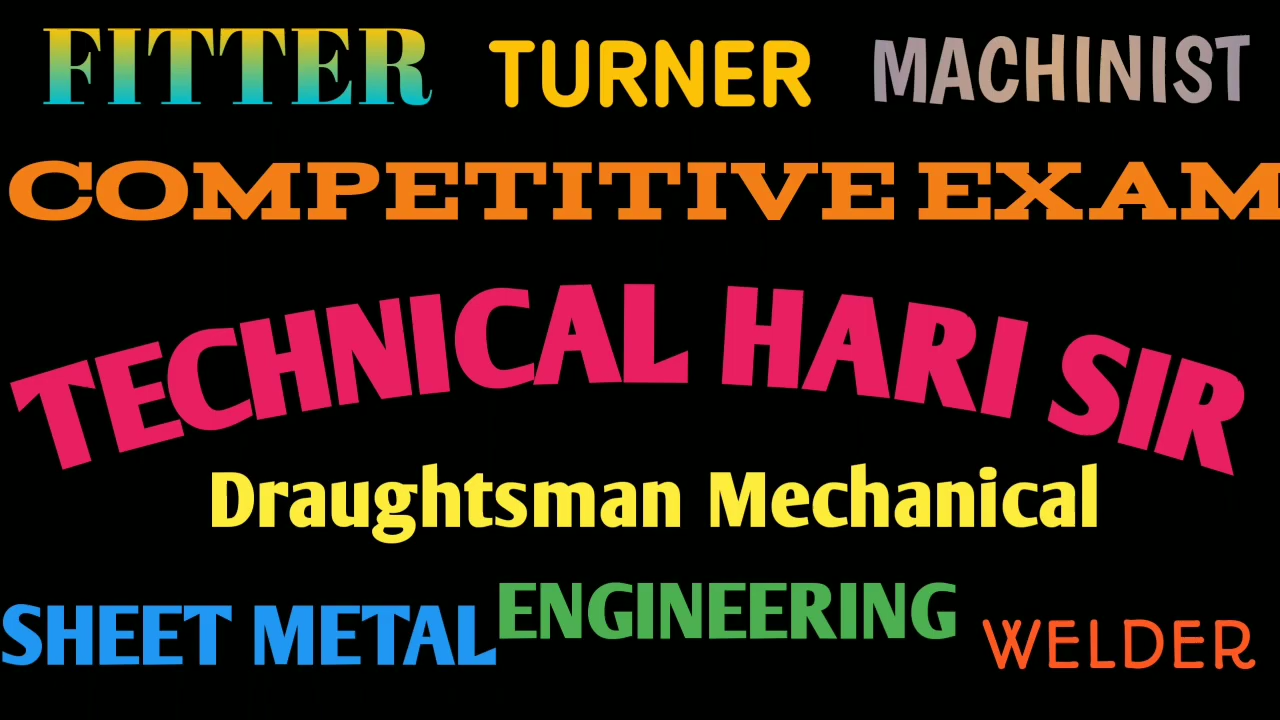 FITTER TURNER MACHINIST
COMPETITIVE EXAM
TECHNICAL HARI SIR
Draughtsman Mechanical
SHEET METAL ENGINEERING WELDER